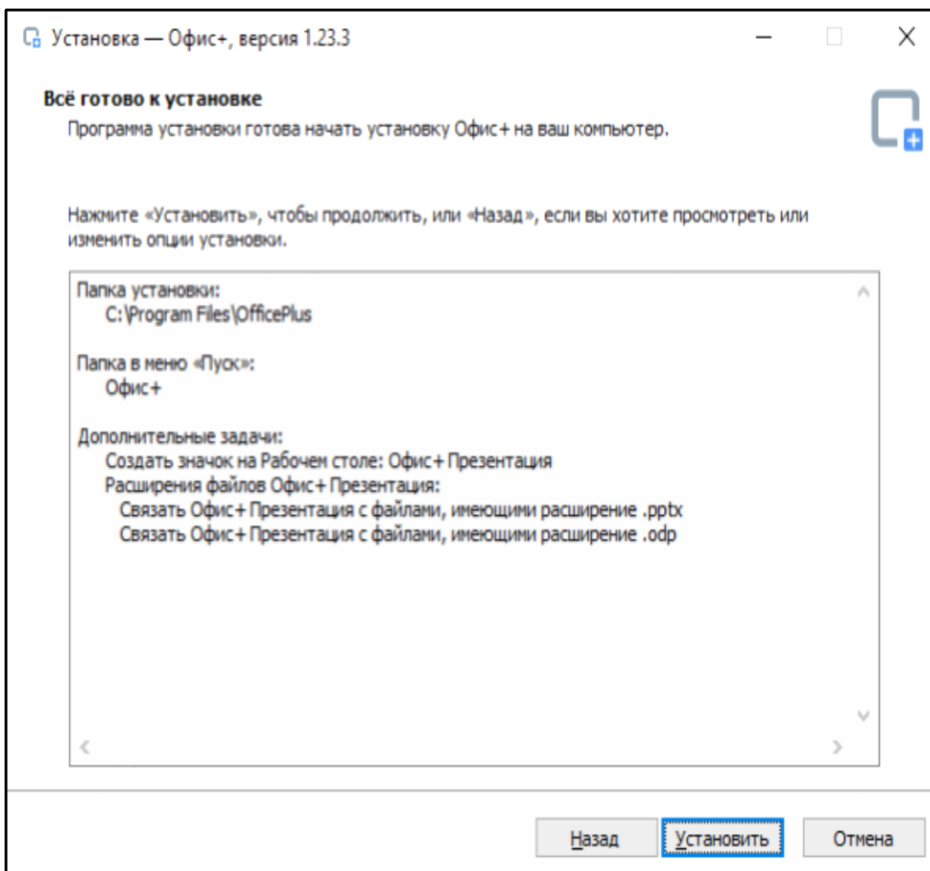 Установка — Офис+, версия 1.23.3
Всё готово к установке
Программа установки готова начать установку Офис+ на ваш компьютер.
Нажмите «Установить», чтобы продолжить, или «Назад», если вы хотите просмотреть или
изменить опции установки.
Папка установки:
C:\Program Files\OfficePlus
Папка в меню «Пуск»:
Офис+
Дополнительные задачи:
Создать значок на Рабочем столе: Офис+ Презентация
Расширения файлов Офис+ Презентация:
Связать Офис+ Презентация с файлами, имеющими расширение .pptx
Связать Офис+ Презентация с файлами, имеющими расширение .odp
Назад Установить Отмена